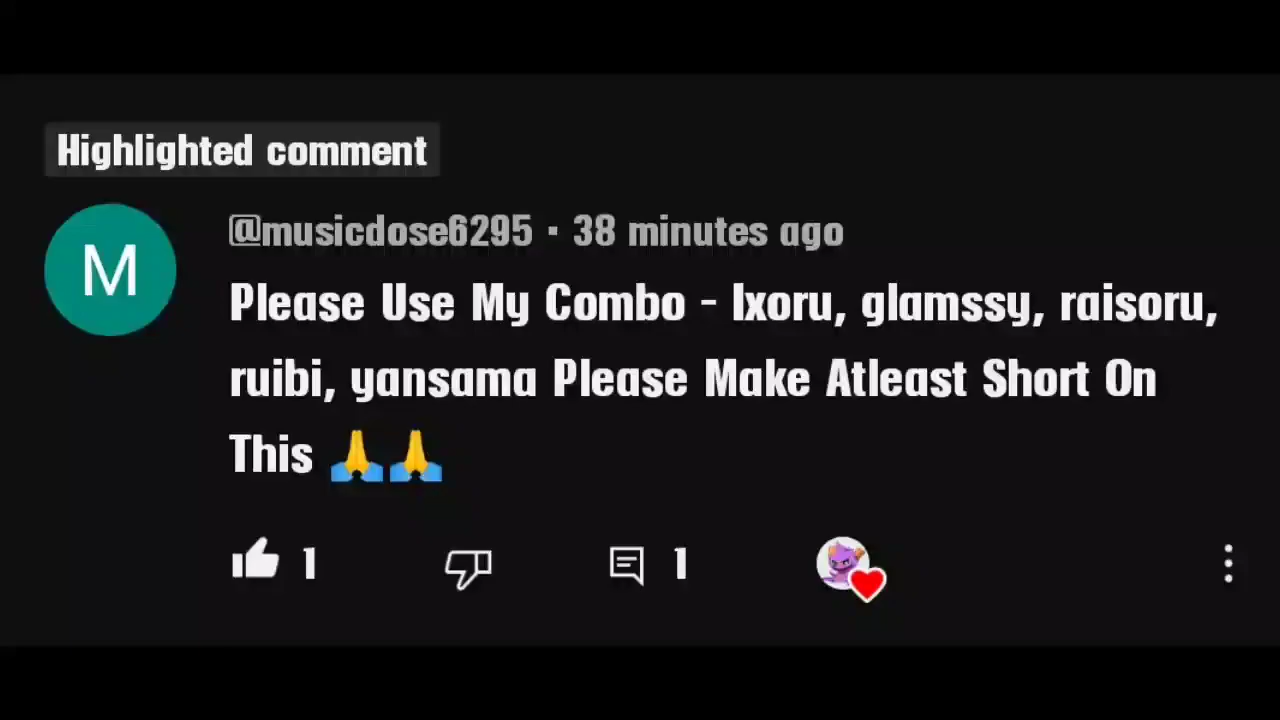 Highlighted comment
M
@musicdose6295 · 38 minutes ago
Please Use My Combo - Ixoru, glamssy, raisoru,
ruibi, yansama Please Make Atleast Short On
This 🙏🙏
1 1